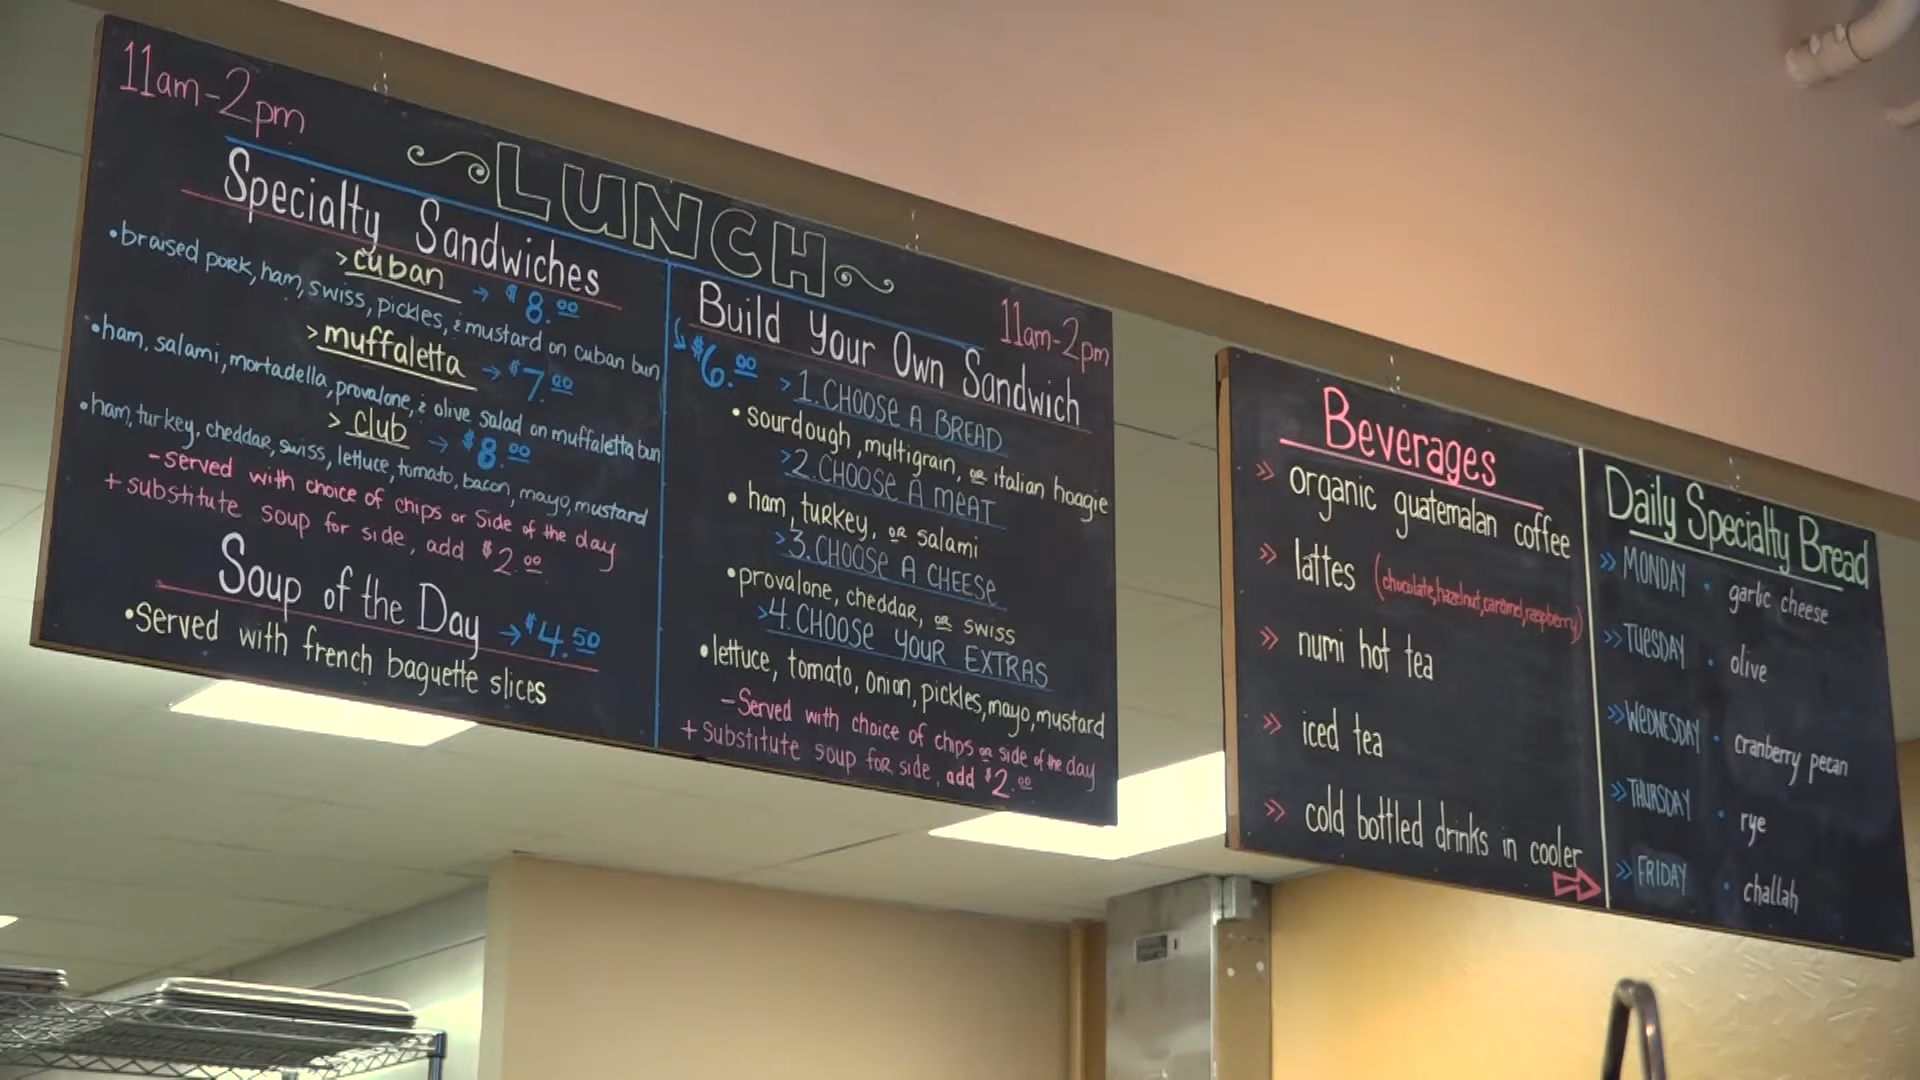 11am-2pm
LUNCH
Specialty Sandwiches
> cuban → $8.00
•braised pork, ham, swiss, pickles, & mustard on cuban bun
> muffaletta → $7.00
•ham, salami, mortadella, provalone, & olive salad on muffaletta bun
> Club → $8.00
•ham, turkey, cheddar, swiss, lettuce, tomato, bacon, mayo, mustard
-served with choice of chips or Side of the day
+ substitute soup for side, add $2.00
Soup of the Day → $4.50
•Served with french baguette slices
11am-2pm
Build Your Own Sandwich
$6.00
>1. CHOOSE A BREAD
•sourdough, multigrain, or italian hoagie
>2. CHOOSE A MEAT
•ham, turkey, or salami
>3. CHOOSE A CHEESE
•provalone, cheddar, or swiss
>4. CHOOSE YOUR EXTRAS
•lettuce, tomato, onion, pickles, mayo, mustard
-Served with choice of chips or side of the day
+ substitute soup for side, add $2.00
Beverages
>> organic guatemalan coffee
>> lattes (chocolate, hazelnut, caramel, raspberry)
>> numi hot tea
>> iced tea
>> cold bottled drinks in cooler
Daily Specialty Bread
>> MONDAY • garlic cheese
>> TUESDAY • olive
>> WEDNESDAY • cranberry pecan
>> THURSDAY • rye
>> FRIDAY • challah